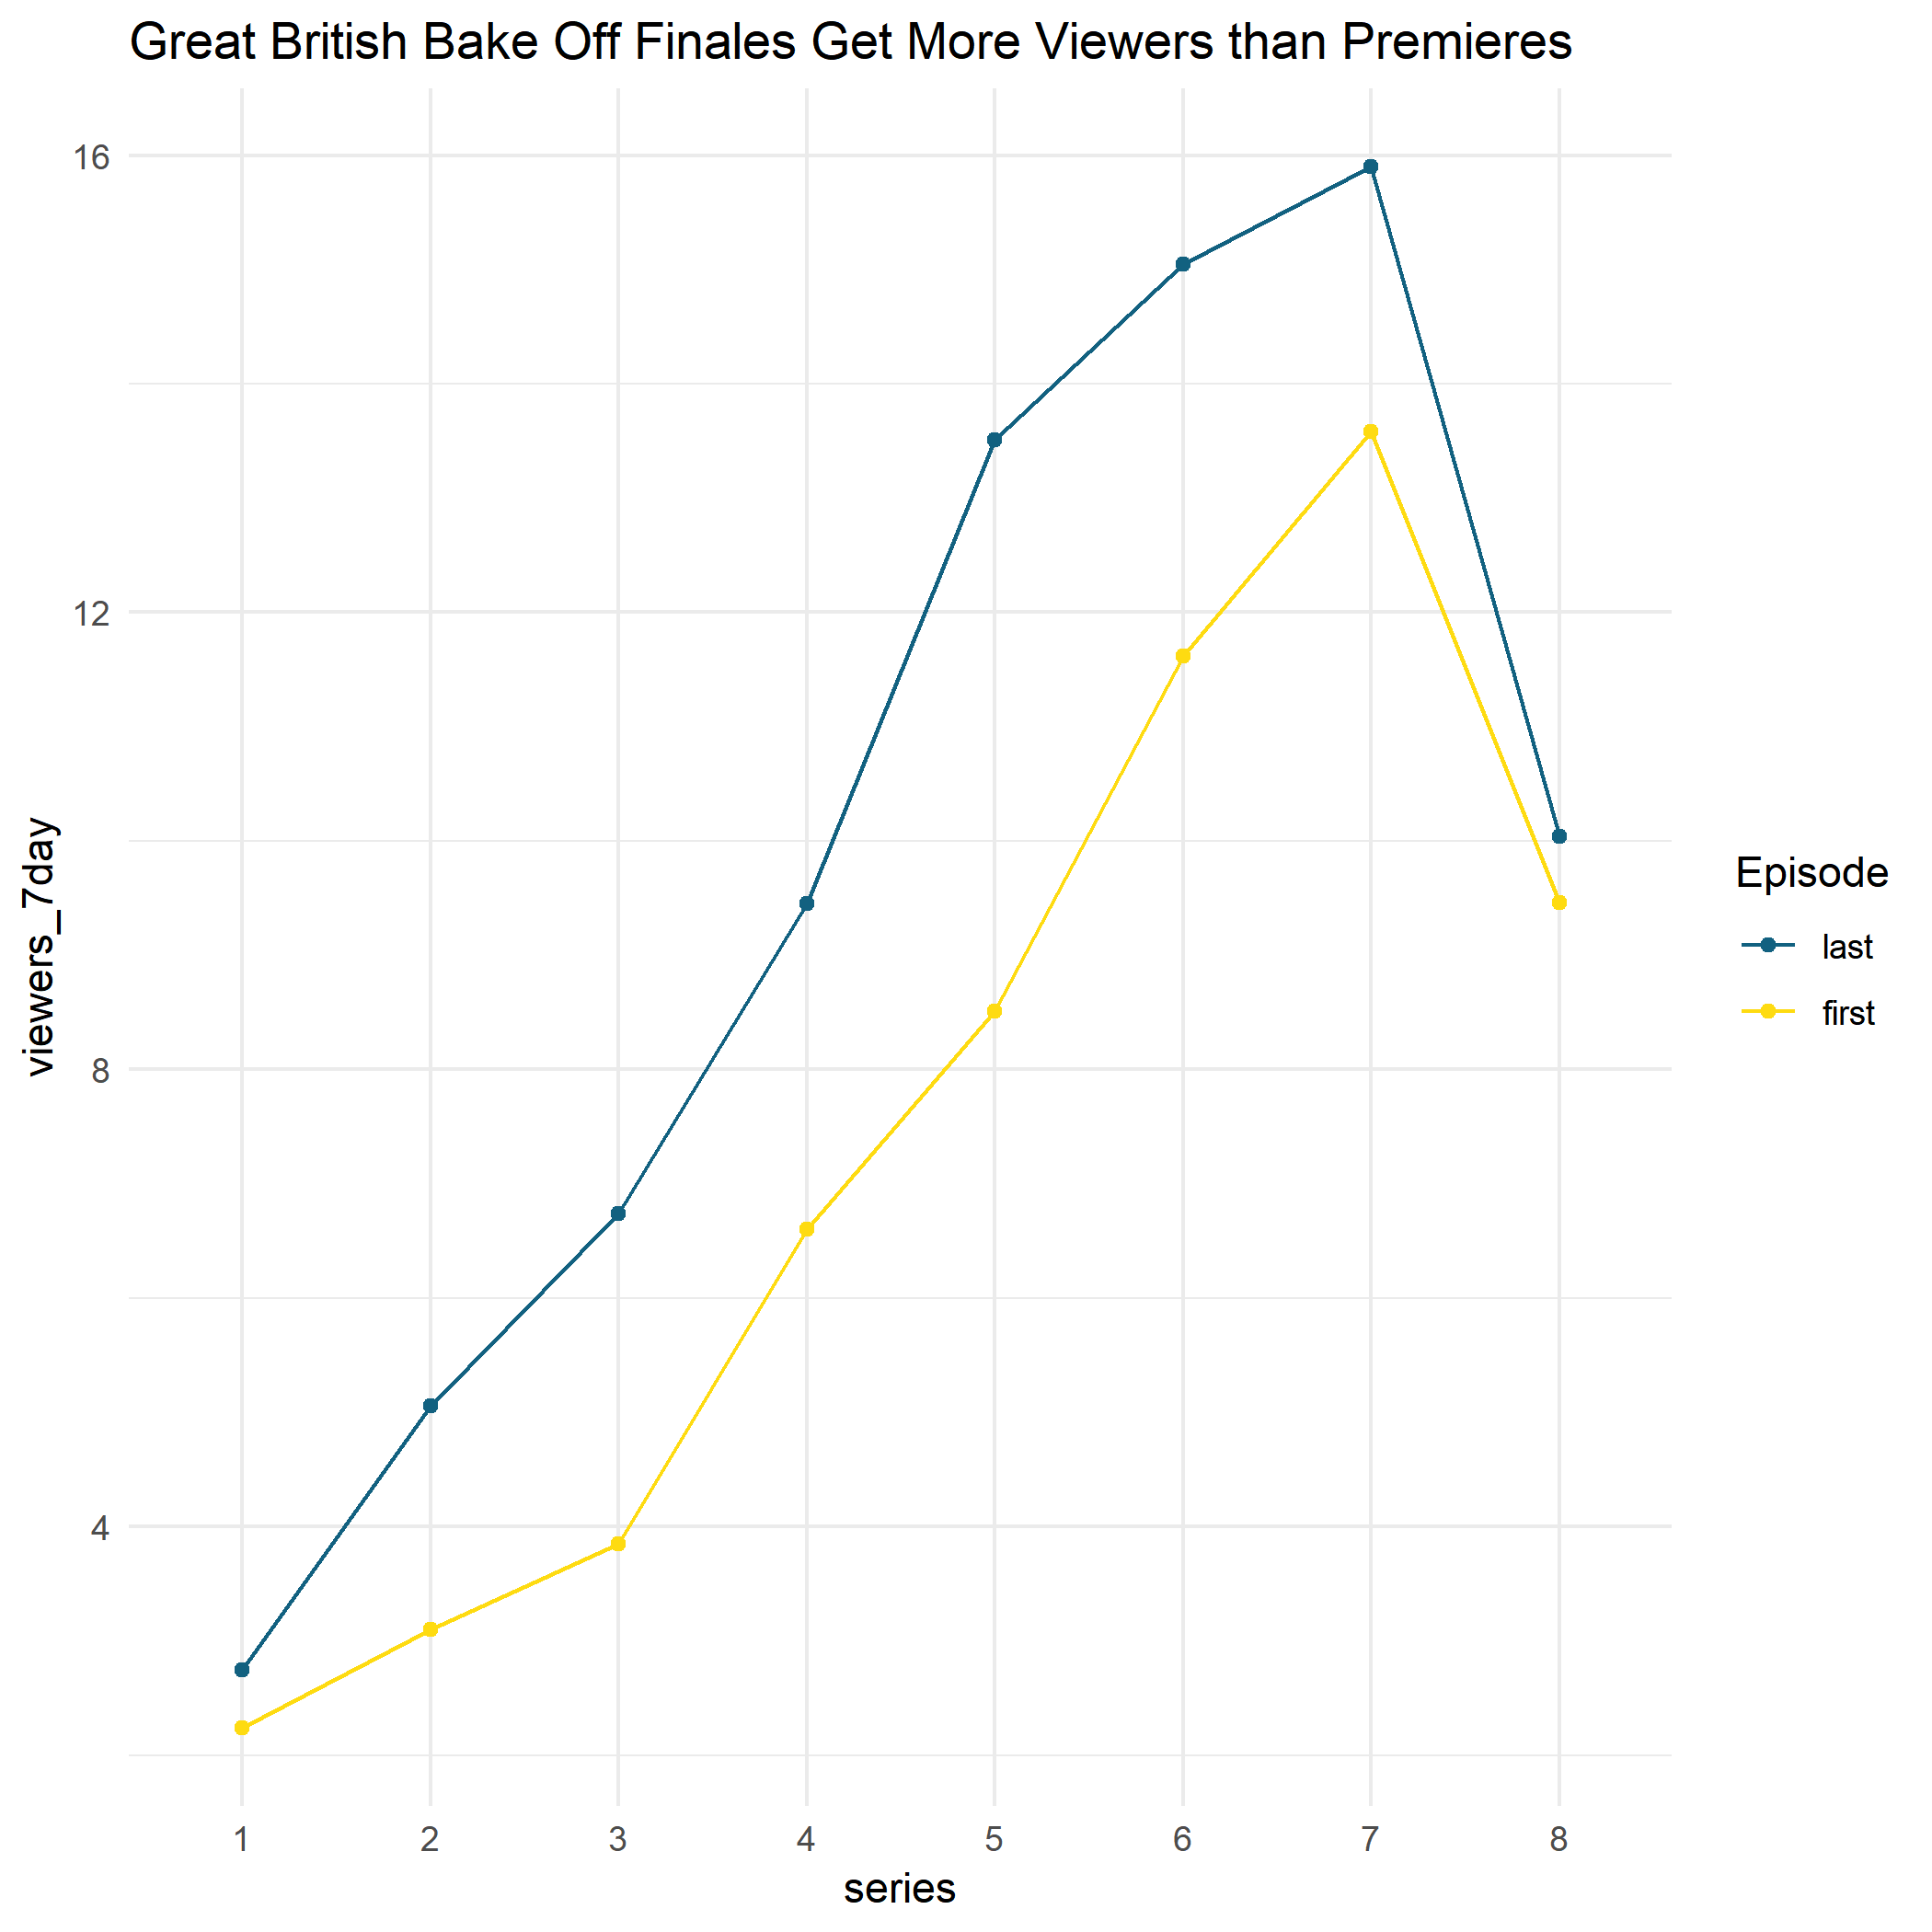 Great British Bake Off Finales Get More Viewers than Premieres
16
12
8
4
viewers_7day
1 2 3 4 5 6 7 8
series
Episode
last
first